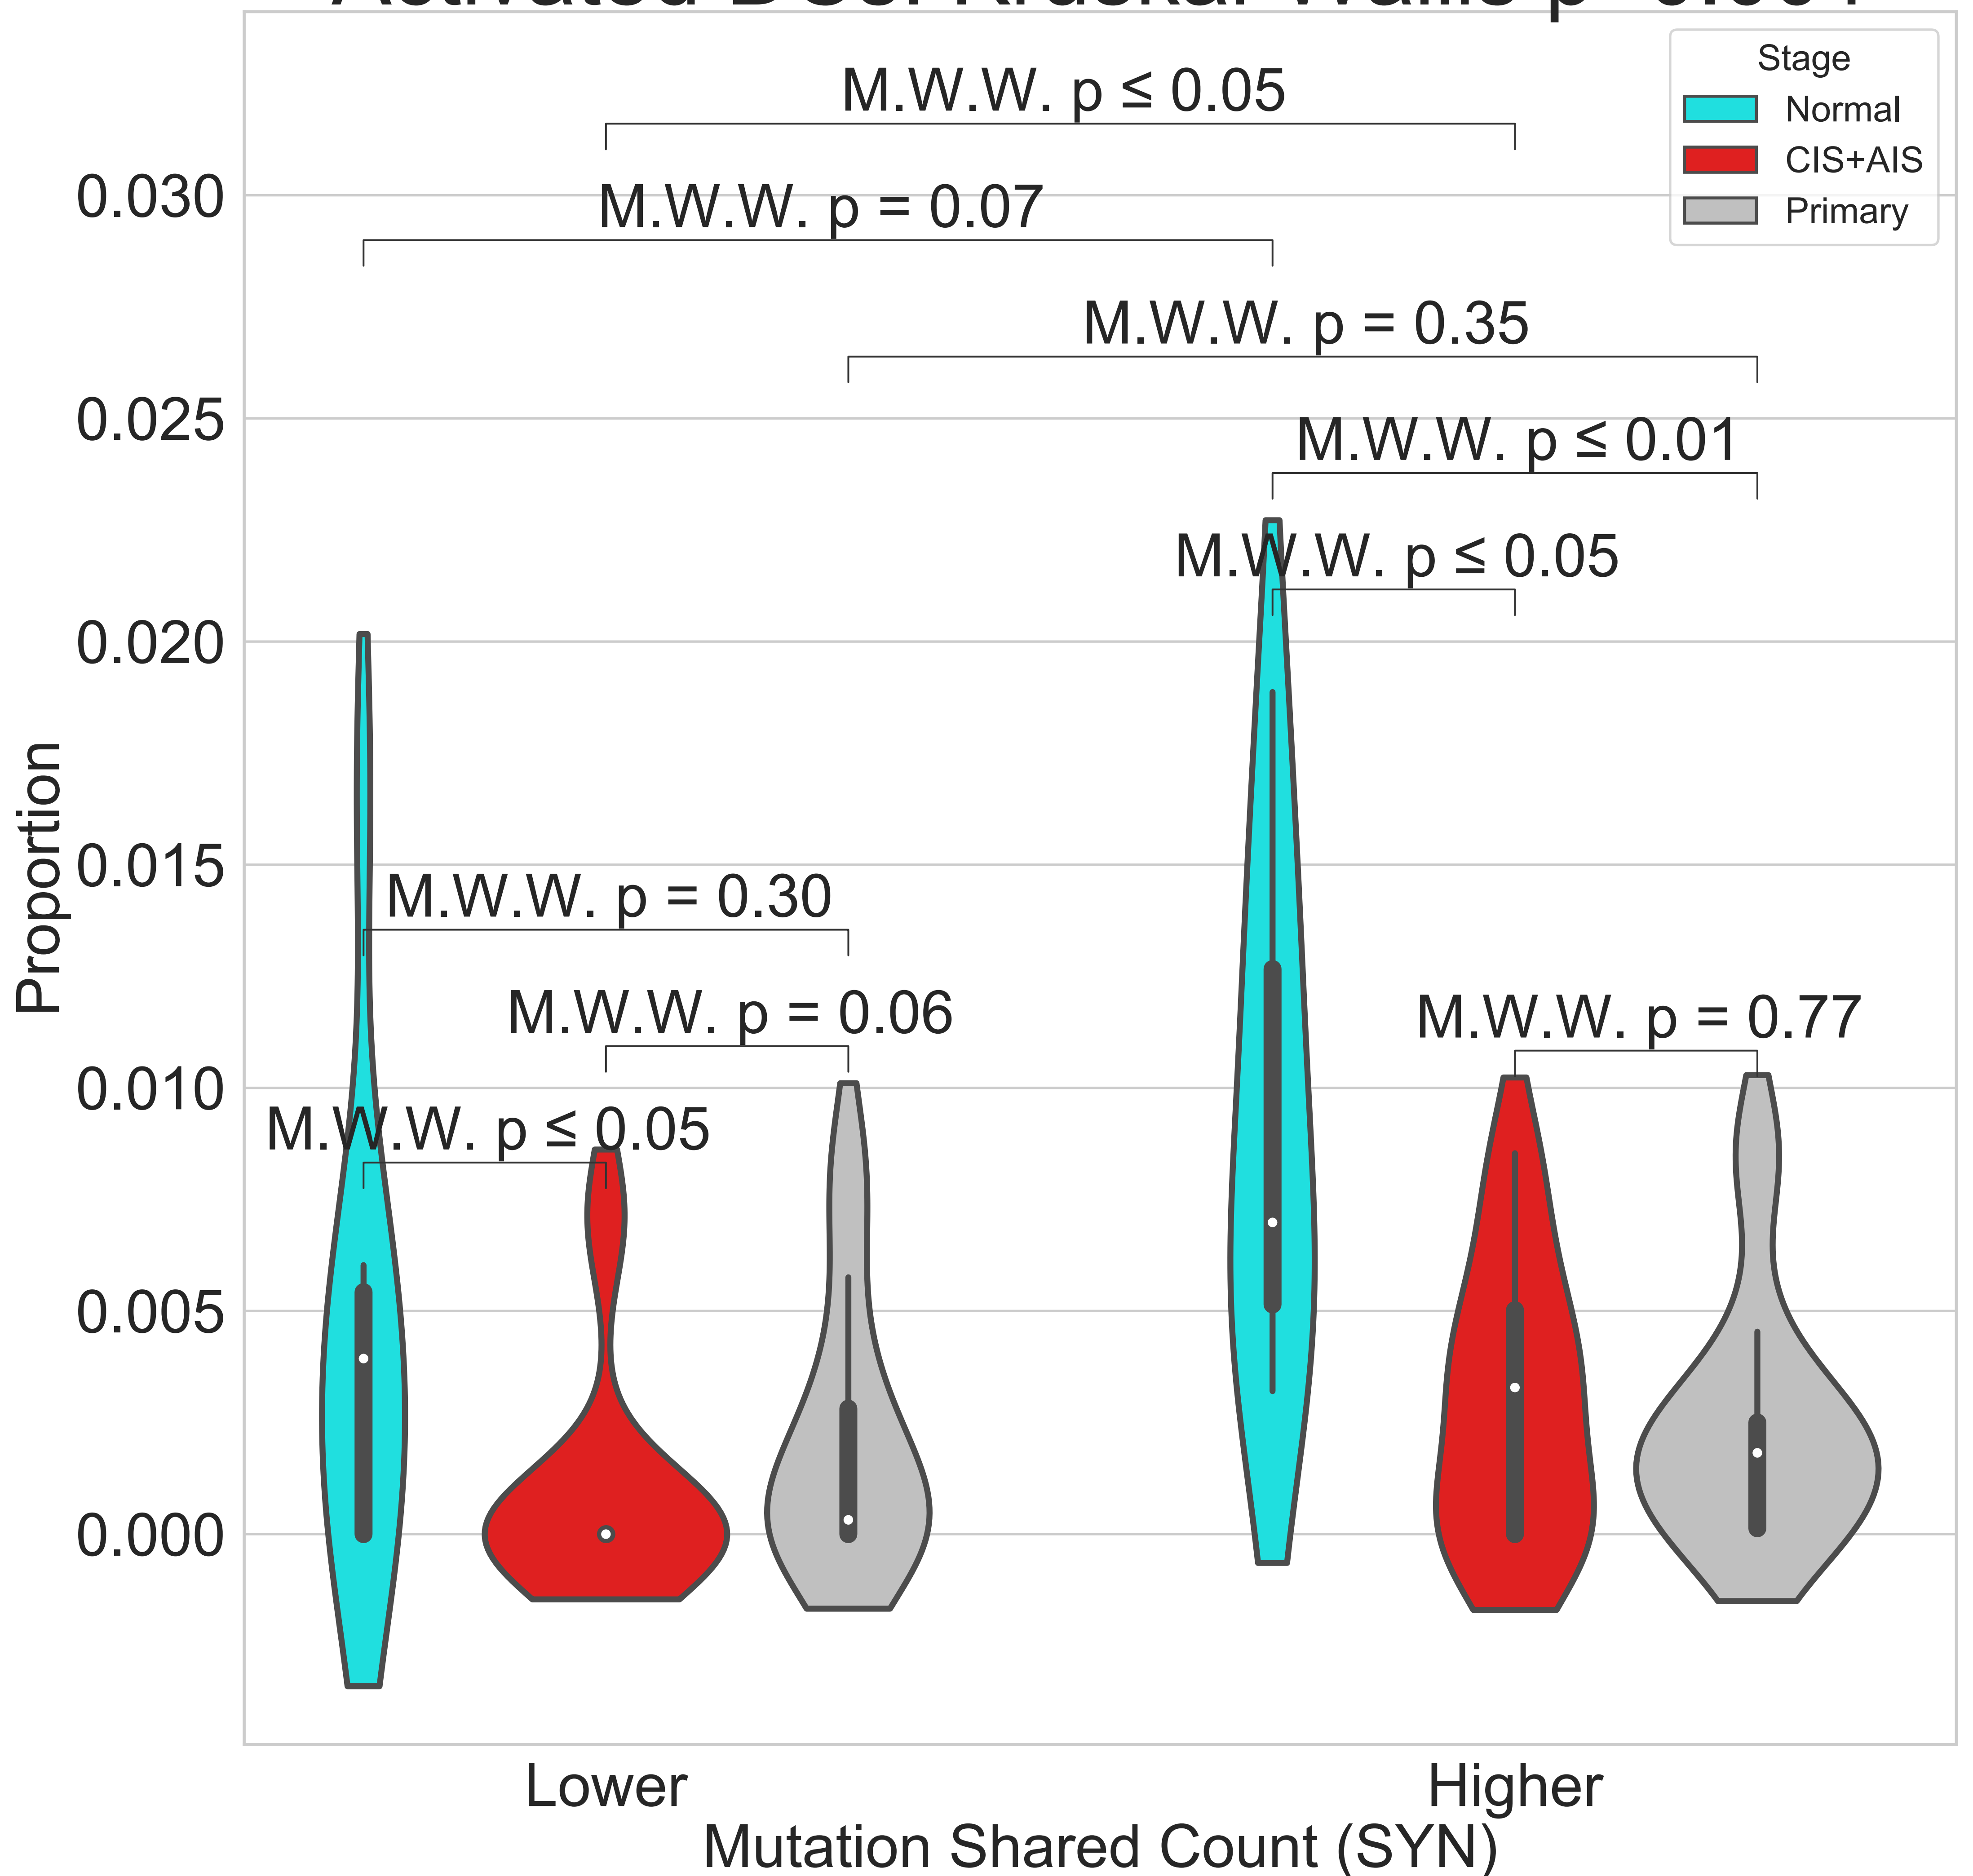 Stage
Normal
CIS+AIS
Primary
M.W.W. p ≤ 0.05
M.W.W. p = 0.07
M.W.W. p = 0.35
M.W.W. p ≤ 0.01
M.W.W. p ≤ 0.05
M.W.W. p = 0.30
M.W.W. p = 0.06
M.W.W. p = 0.77
M.W.W. p ≤ 0.05
0.030
0.025
0.020
0.015
0.010
0.005
0.000
Proportion
Lower
Higher
Mutation Shared Count (SYN)